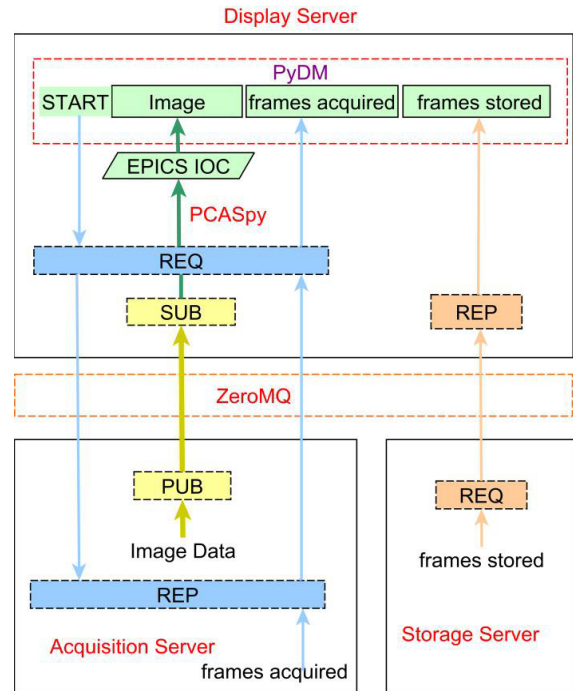 Display Server
PyDM
START
Image
frames acquired
frames stored
EPICS IOC
PCASpy
REQ
SUB
REP
ZeroMQ
PUB
REQ
Image Data
frames stored
REP
Acquisition Server
Storage Server
frames acquired